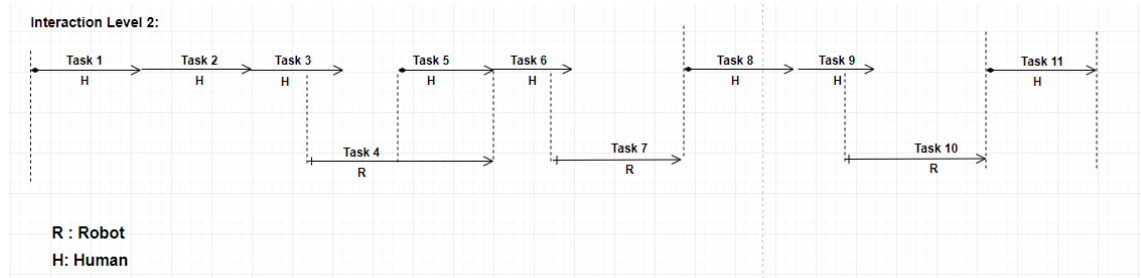 Interaction Level 2:
Task 1 Task 2 Task 3 Task 5 Task 6 Task 8 Task 9 Task 11
H H H H H H H H
Task 4 Task 7 Task 10
R R R
R : Robot
H: Human